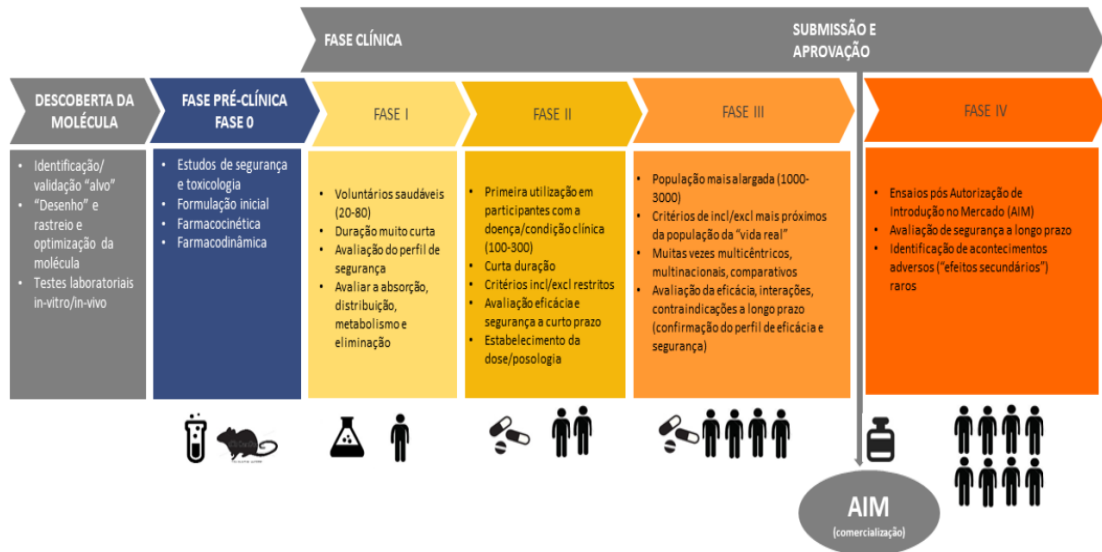 FASE CLÍNICA
SUBMISSÃO E
APROVAÇÃO
DESCOBERTA DA
MOLÉCULA
• Identificação/
validação “alvo”
• “Desenho” e
rastreio e
optimização da
molécula
• Testes laboratoriais
in-vitro/in-vivo
FASE PRÉ-CLÍNICA
FASE 0
• Estudos de segurança
e toxicologia
• Formulação inicial
• Farmacocinética
• Farmacodinâmica
FASE I
• Voluntários saudáveis
(20-80)
• Duração muito curta
• Avaliação do perfil de
segurança
• Avaliar a absorção,
distribuição,
metabolismo e
eliminação
FASE II
• Primeira utilização em
participantes com a
doença/condição clínica
(100-300)
• Curta duração
• Critérios incl/excl restritos
• Avaliação eficácia e
segurança a curto prazo
• Estabelecimento da
dose/posologia
FASE III
• População mais alargada (1000-
3000)
• Critérios de incl/excl mais próximos
da população da “vida real”
• Muitas vezes multicêntricos,
multinacionais, comparativos
• Avaliação da eficácia, interações,
contraindicações a longo prazo
(confirmação do perfil de eficácia e
segurança)
FASE IV
• Ensaios pós Autorização de
Introdução no Mercado (AIM)
• Avaliação de segurança a longo prazo
• Identificação de acontecimentos
adversos (“efeitos secundários”)
raros
AIM
(comercialização)